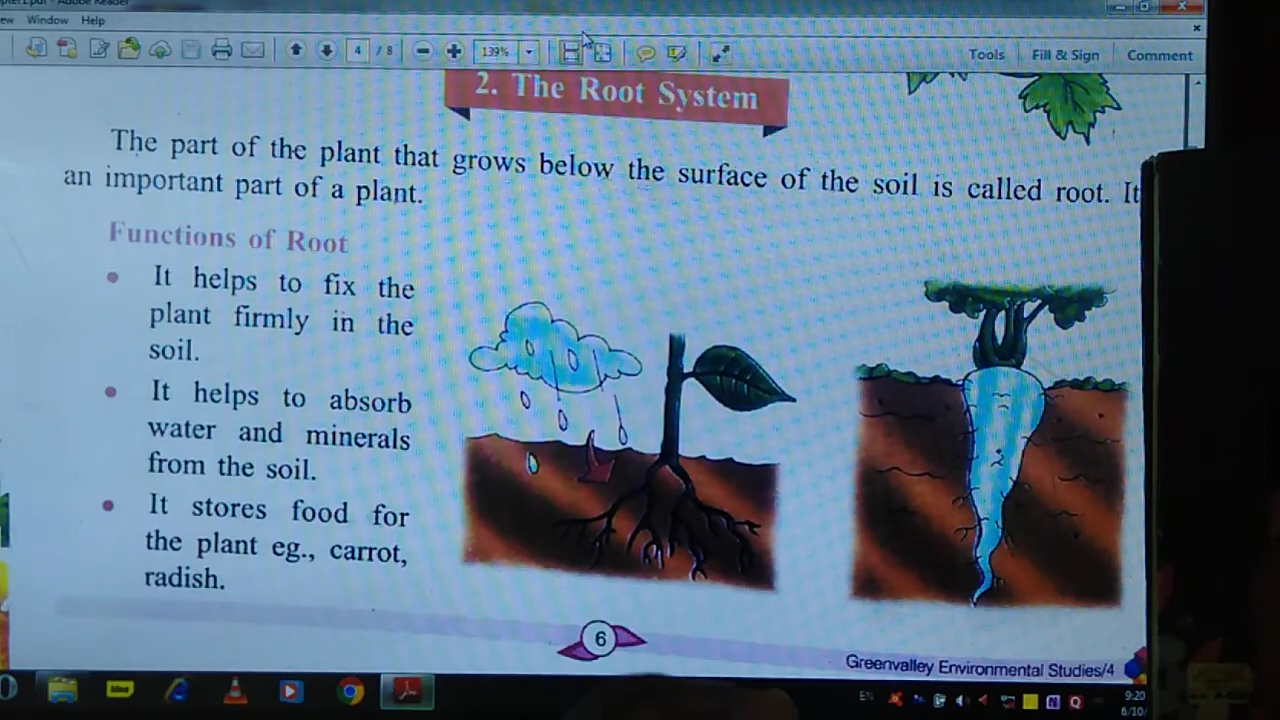 Window Help
4 / 8
139%
Tools Fill & Sign Comment
2. The Root System
The part of the plant that grows below the surface of the soil is called root. It
an important part of a plant.
Functions of Root
It helps to fix the
plant firmly in the
soil.
It helps to absorb
water and minerals
from the soil.
It stores food for
the plant eg., carrot,
radish.
6
Greenvalley Environmental Studies/4
EN
9:20
6/10/